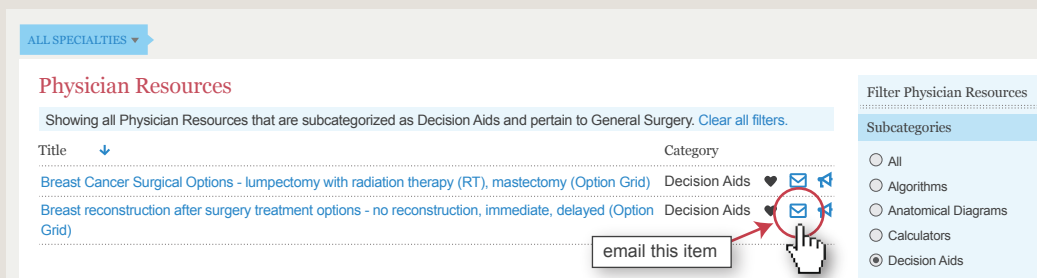 ALL SPECIALTIES
Physician Resources
Showing all Physician Resources that are subcategorized as Decision Aids and pertain to General Surgery. Clear all filters.
Title Category
Breast Cancer Surgical Options - lumpectomy with radiation therapy (RT), mastectomy (Option Grid) Decision Aids
Breast reconstruction after surgery treatment options - no reconstruction, immediate, delayed (Option Decision Aids
Grid)
email this item
Filter Physician Resources
Subcategories
All
Algorithms
Anatomical Diagrams
Calculators
Decision Aids